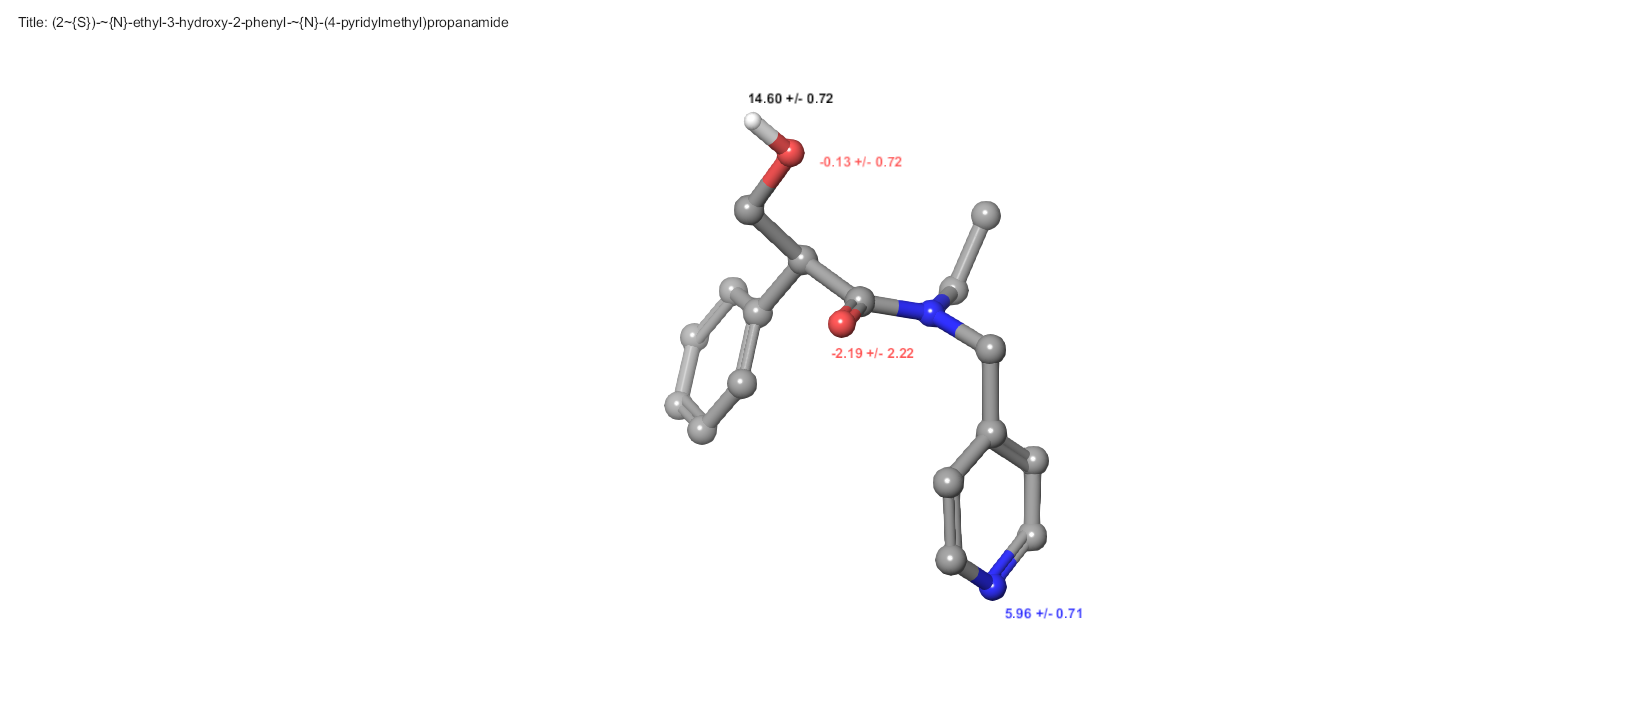 Title: (2~{S})-~{N}-ethyl-3-hydroxy-2-phenyl-~{N}-(4-pyridylmethyl)propanamide
14.60 +/- 0.72
-0.13 +/- 0.72
-2.19 +/- 2.22
5.96 +/- 0.71